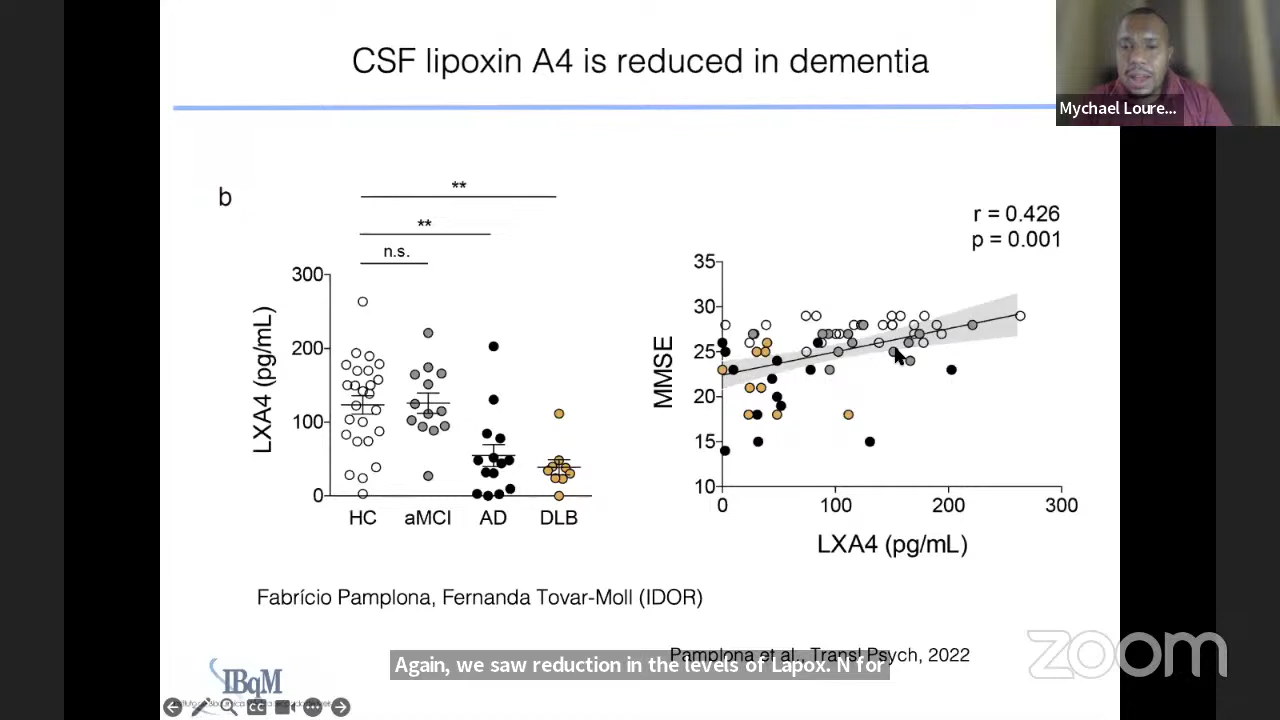 CSF lipoxin A4 is reduced in dementia
Mychael Loure...
b
**
**
n.s.
300
200
100
0
LXA4 (pg/mL)
HC aMCI AD DLB
r = 0.426
p = 0.001
35
30
25
20
15
10
MMSE
0 100 200 300
LXA4 (pg/mL)
Fabrício Pamplona, Fernanda Tovar-Moll (IDOR)
Pamplona et al., Transl Psych, 2022
Again, we saw reduction in the levels of Lapox. N for
IBqM
CC
zoom